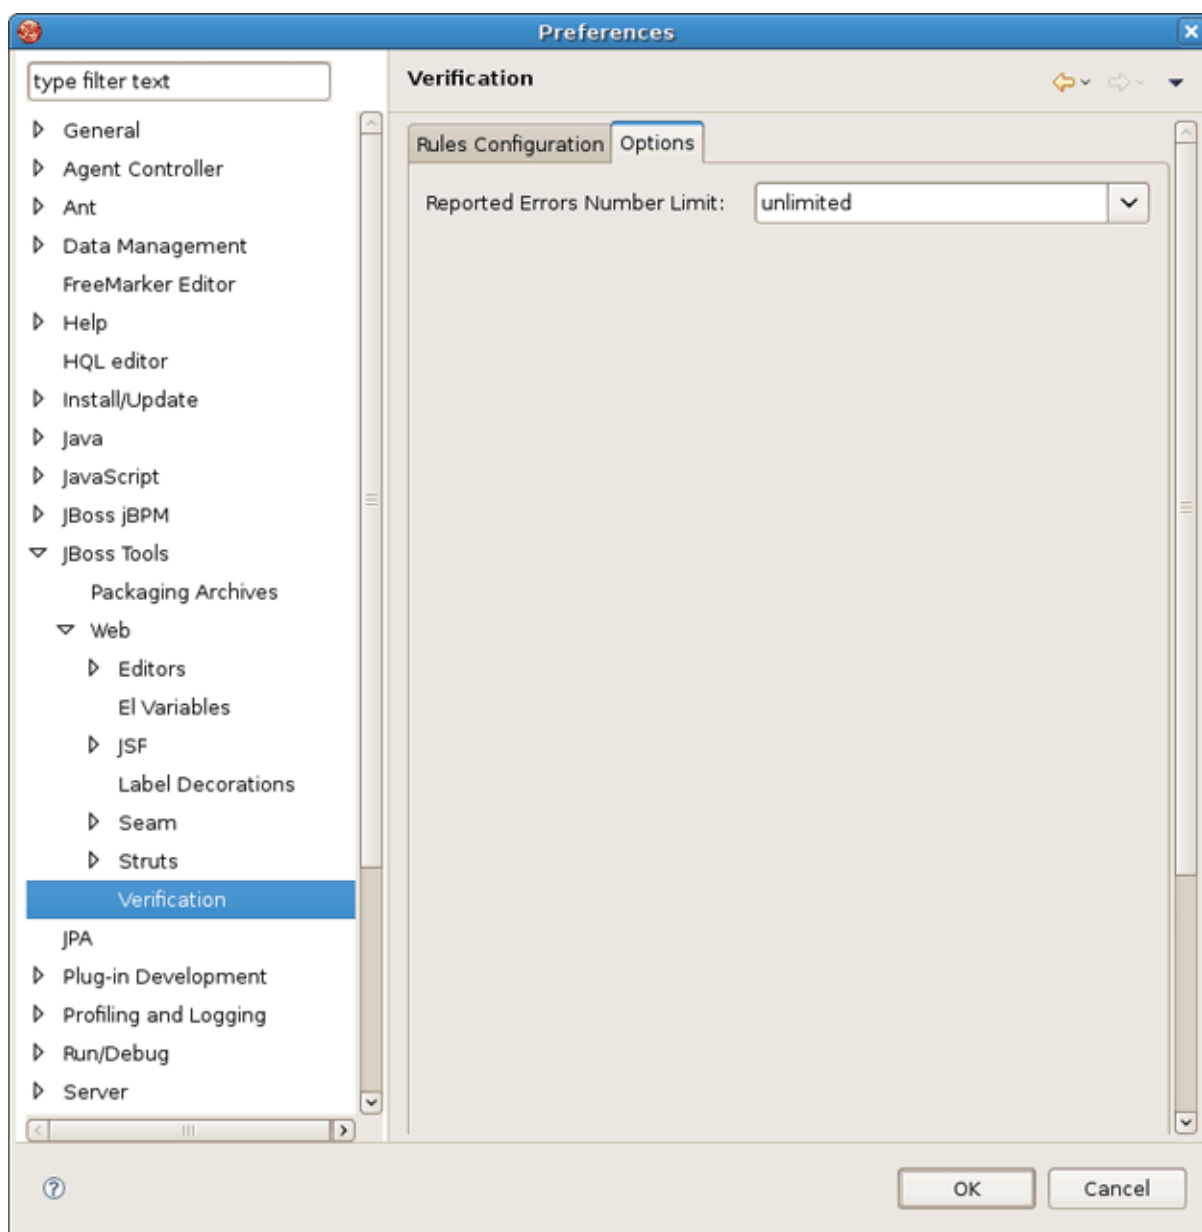 Preferences
type filter text
General
Agent Controller
Ant
Data Management
FreeMarker Editor
Help
HQL editor
Install/Update
Java
JavaScript
JBoss jBPM
JBoss Tools
Packaging Archives
Web
Editors
El Variables
JSF
Label Decorations
Seam
Struts
Verification
JPA
Plug-in Development
Profiling and Logging
Run/Debug
Server
Verification
Rules Configuration Options
Reported Errors Number Limit: unlimited
? OK Cancel